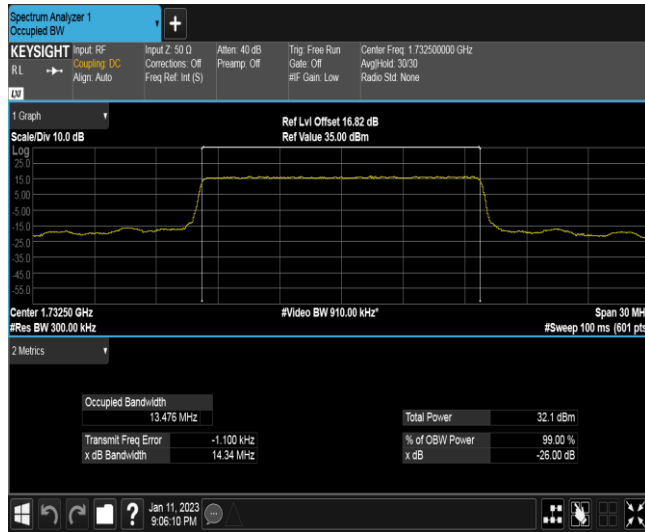 Spectrum Analyzer 1
Occupied BW
+
KEYSIGHT Input: RF Input Z: 50 Ω Atten: 40 dB Trig: Free Run Center Freq: 1.732500000 GHz
RL Coupling: DC Corrections: Off Preamp: Off Gate: Off Avg|Hold: 30/30
Align: Auto Freq Ref: Int (S) #IF Gain: Low Radio Std: None
1 Graph
Ref Lvl Offset 16.82 dB
Scale/Div 10.0 dB Ref Value 35.00 dBm
Log
25.0
15.0
5.00
-5.00
-15.0
-25.0
-35.0
-45.0
-55.0
Center 1.73250 GHz #Video BW 910.00 kHz* Span 30 MH
#Res BW 300.00 kHz #Sweep 100 ms (601 pts
2 Metrics
Occupied Bandwidth
13.476 MHz Total Power 32.1 dBm
Transmit Freq Error -1.100 kHz % of OBW Power 99.00 %
x dB Bandwidth 14.34 MHz x dB -26.00 dB
? Jan 11, 2023
9:06:10 PM